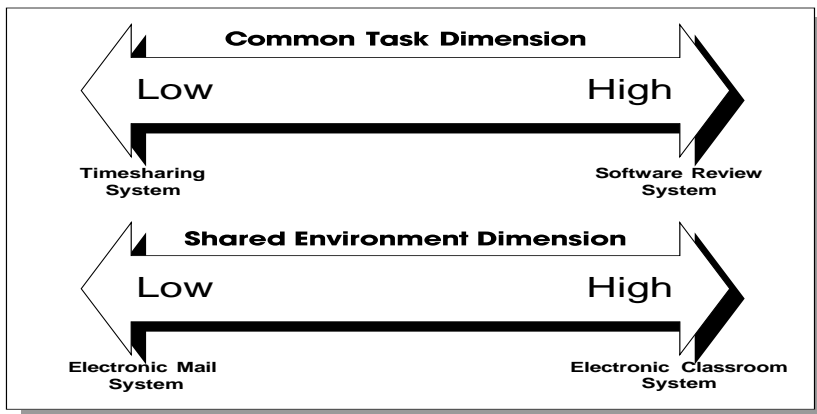 Common Task Dimension
Low High
Timesharing Software Review
System System
Shared Environment Dimension
Low High
Electronic Mail Electronic Classroom
System System